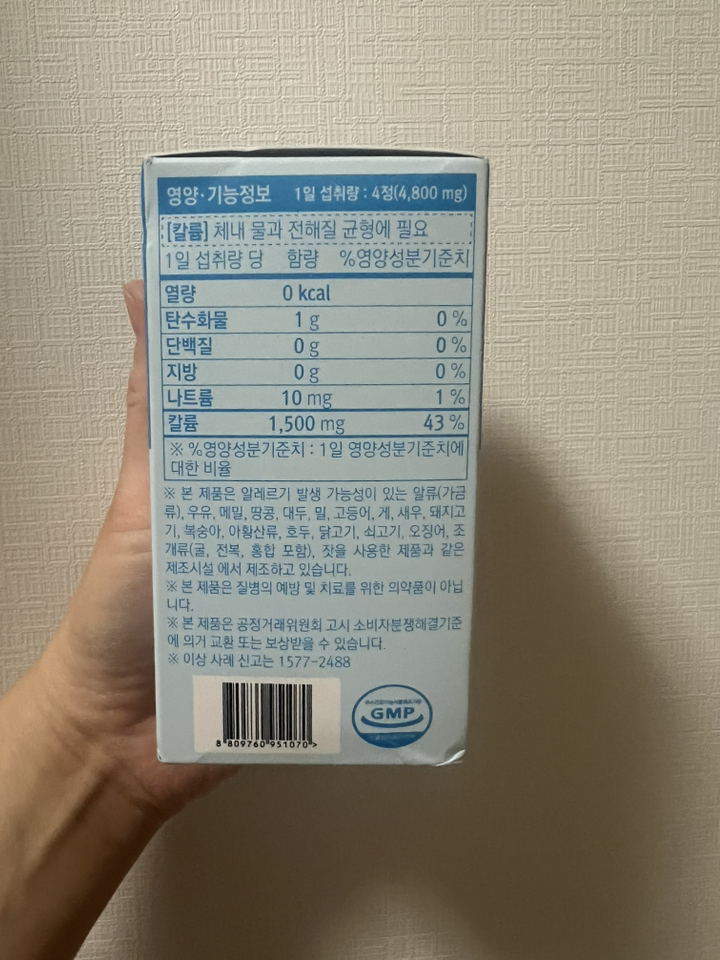 영양·기능정보 1일 섭취량 : 4정(4,800 mg)
[칼륨] 체내 물과 전해질 균형에 필요
1일 섭취량 당 함량 %영양성분기준치
열량 0 kcal
탄수화물 1 g 0 %
단백질 0 g 0 %
지방 0 g 0 %
나트륨 10 mg 1 %
칼륨 1,500 mg 43 %
※ %영양성분기준치 : 1일 영양성분기준치에
대한 비율
※ 본 제품은 알레르기 발생 가능성이 있는 알류(가금
류), 우유, 메밀, 땅콩, 대두, 밀, 고등어, 게, 새우, 돼지고
기, 복숭아, 아황산류, 호두, 닭고기, 쇠고기, 오징어, 조
개류(굴, 전복, 홍합 포함), 잣을 사용한 제품과 같은
제조시설 에서 제조하고 있습니다.
※ 본 제품은 질병의 예방 및 치료를 위한 의약품이 아닙
니다.
※ 본 제품은 공정거래위원회 고시 소비자분쟁해결기준
에 의거 교환 또는 보상받을 수 있습니다.
※ 이상 사례 신고는 1577-2488
GMP
8 809760 951070 >